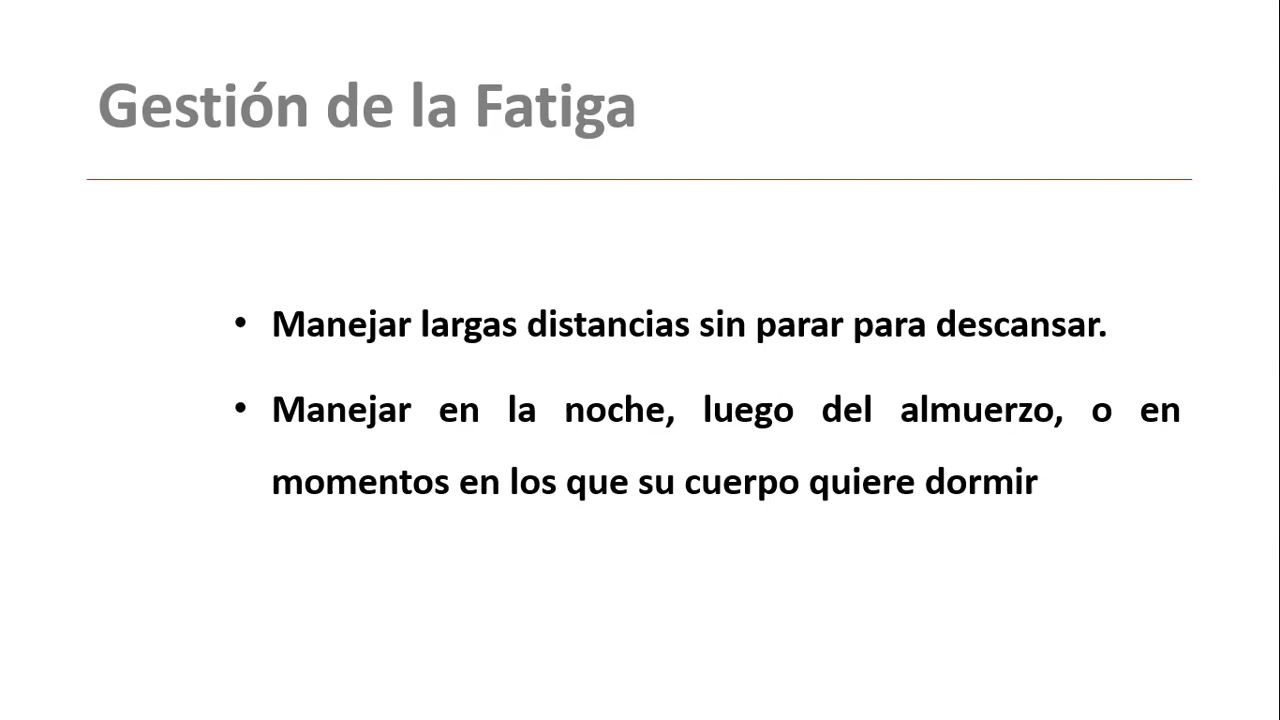 Gestión de la Fatiga
• Manejar largas distancias sin parar para descansar.
• Manejar en la noche, luego del almuerzo, o en
momentos en los que su cuerpo quiere dormir